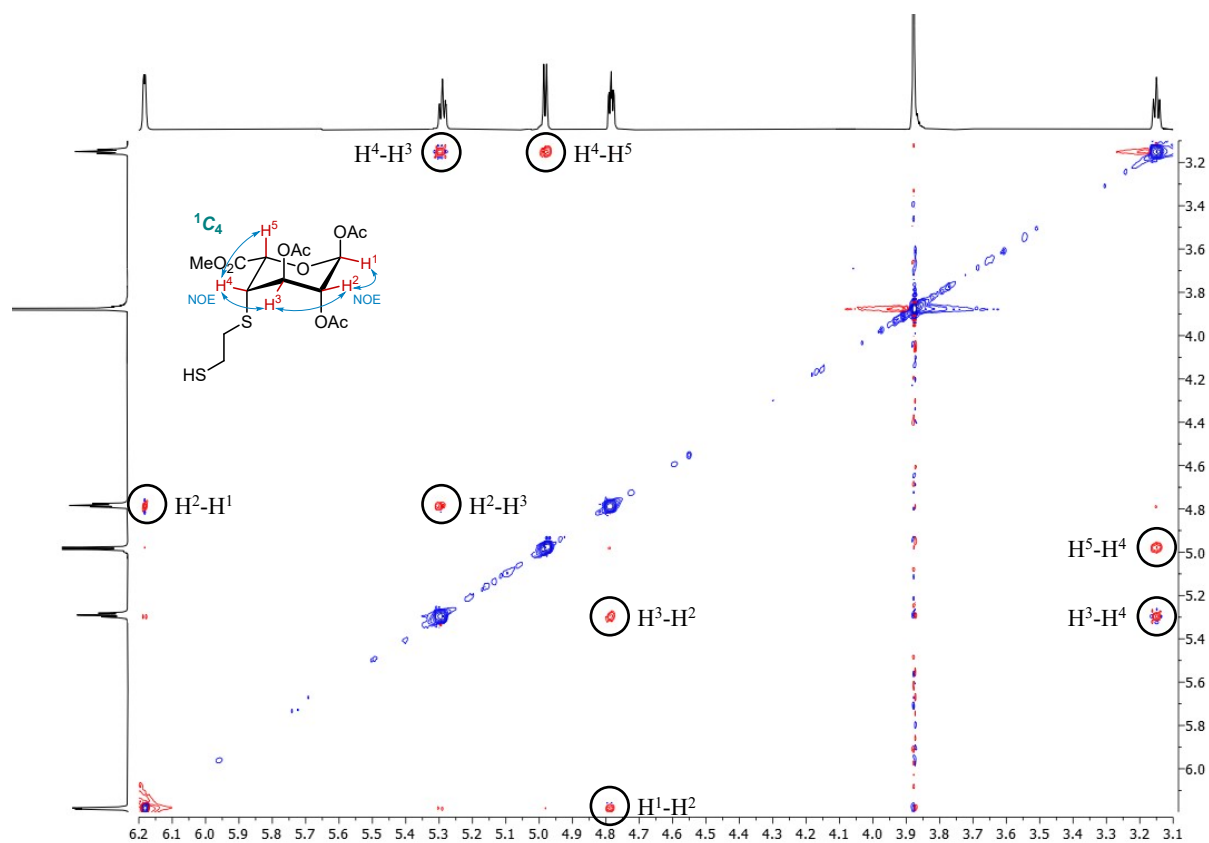 H⁴-H³
H⁴-H⁵
¹C₄
H⁵
OAc
OAc
H¹
MeO₂C
O
H⁴
H²
NOE
H³
NOE
S
OAc
HS
H²-H¹
H²-H³
H⁵-H⁴
H³-H²
H³-H⁴
H¹-H²
3.2
3.4
3.6
3.8
4.0
4.2
4.4
4.6
4.8
5.0
5.2
5.4
5.6
5.8
6.0
6.2 6.1 6.0 5.9 5.8 5.7 5.6 5.5 5.4 5.3 5.2 5.1 5.0 4.9 4.8 4.7 4.6 4.5 4.4 4.3 4.2 4.1 4.0 3.9 3.8 3.7 3.6 3.5 3.4 3.3 3.2 3.1